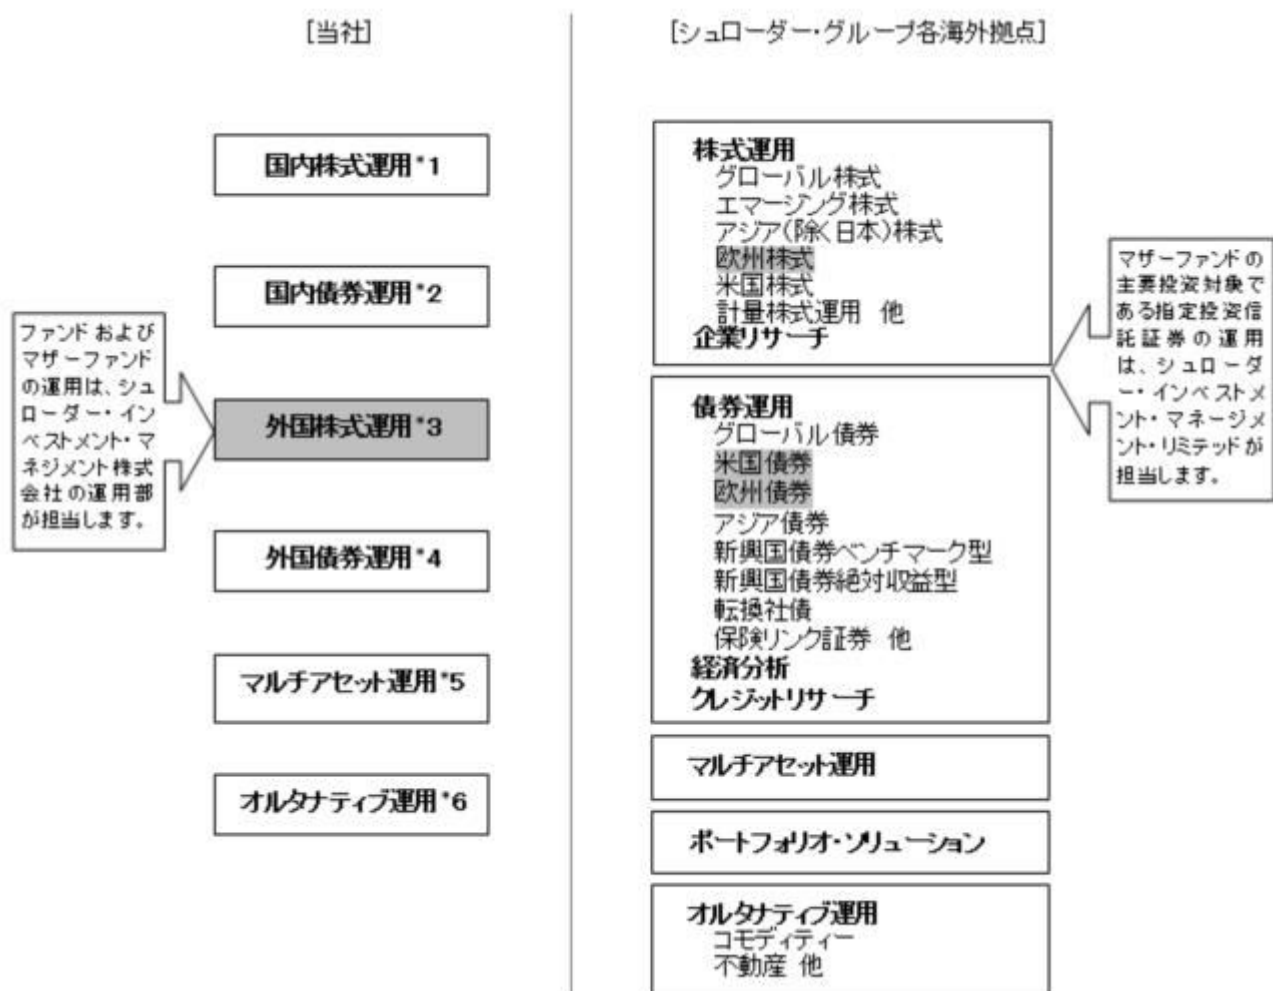 [当社]
国内株式運用*1
国内債券運用*2
ファンドおよび
マザーファンド
の運用は、シュ
ローダー・イン
ベストメント・マ
ネジメント株式
会社の運用部
が担当します。
外国株式運用*3
外国債券運用*4
マルチアセット運用*5
オルタナティブ運用*6
[シュローダー・グループ各海外拠点]
株式運用
グローバル株式
エマージング株式
アジア(除く日本)株式
欧州株式
米国株式
計量株式運用 他
企業リサーチ
マザーファンドの
主要投資対象で
ある指定投資信
託証券の運用
は、シュローダ
ー・インベストメ
ント・マネージメ
ント・リミテッドが
担当します。
債券運用
グローバル債券
米国債券
欧州債券
アジア債券
新興国債券ベンチマーク型
新興国債券絶対収益型
転換社債
保険リンク証券 他
経済分析
クレジットリサーチ
マルチアセット運用
ポートフォリオ・ソリューション
オルタナティブ運用
コモディティー
不動産 他